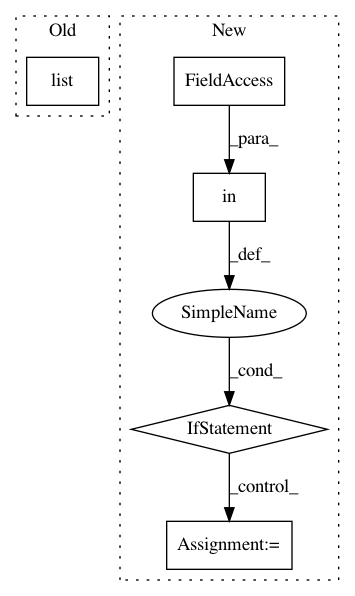 Old
New
list
FieldAccess
_para_
in
_def_
SimpleName
_cond_
IfStatement
_control_
Assignment:=